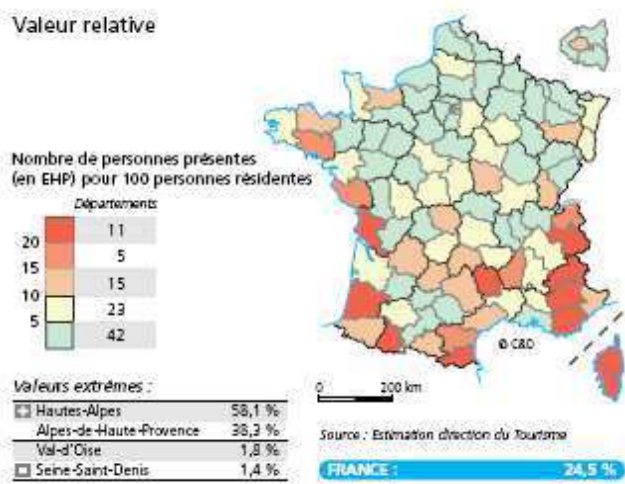 Valeur relative
Nombre de personnes présentes
(en EHP) pour 100 personnes résidentes
Départements
11
20
5
15
15
10
23
5
42
© C&D
Valeurs extrêmes :
Hautes-Alpes 58,1 %
Alpes-de-Haute-Provence 38,3 %
Val-d'Oise 1,8 %
Seine-Saint-Denis 1,4 %
0 200 km
Source : Estimation direction du Tourisme
FRANCE : 24,5 %